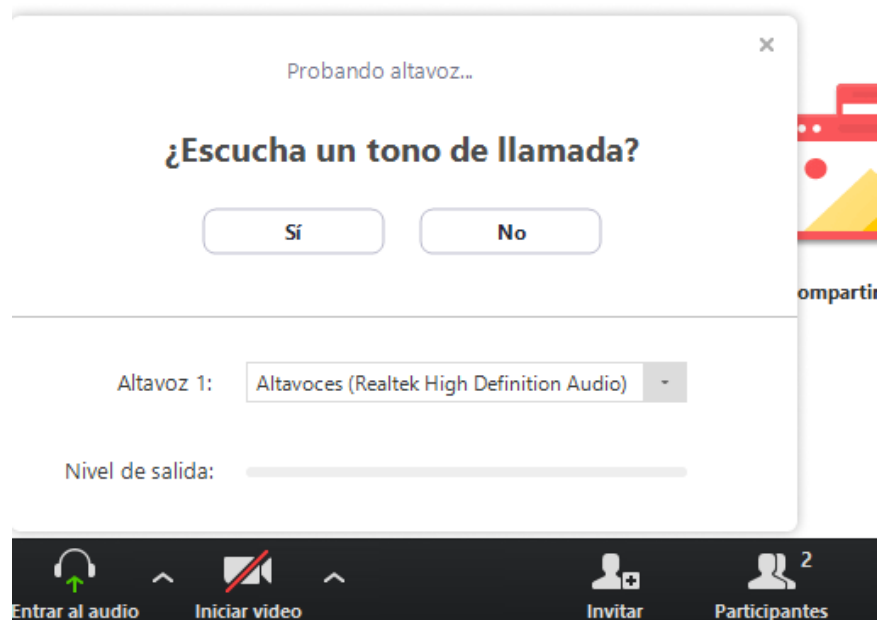 Probando altavoz...
¿Escucha un tono de llamada?
Sí No
ompartir
Altavoz 1: Altavoces (Realtek High Definition Audio)
Nivel de salida:
2
Entrar al audio Iniciar video Invitar Participantes